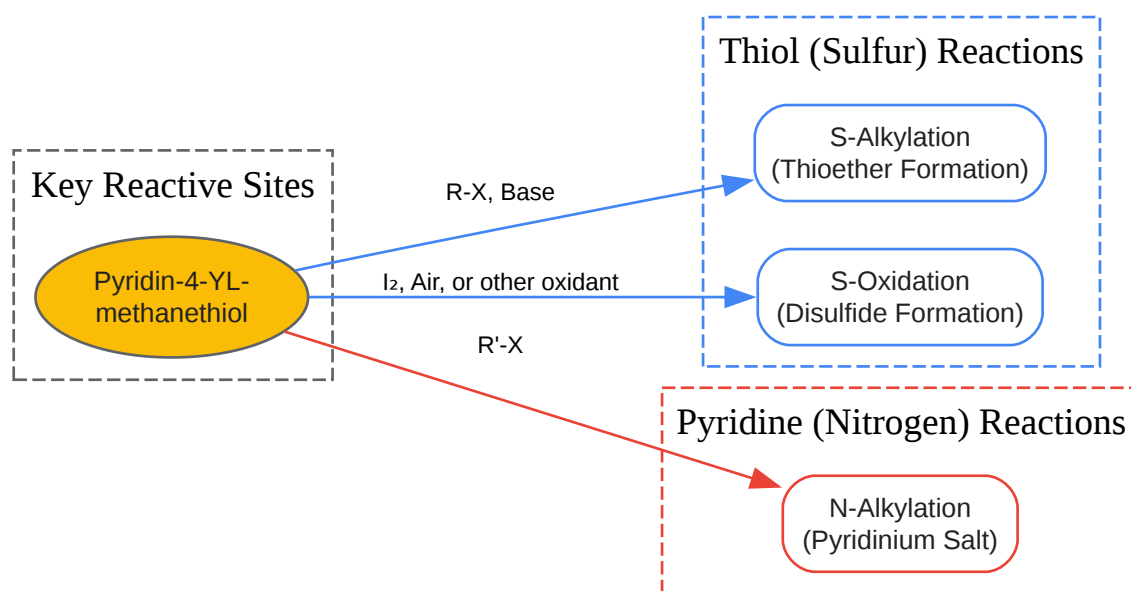 Thiol (Sulfur) Reactions
S-Alkylation
(Thioether Formation)
Key Reactive Sites
R-X, Base
Pyridin-4-YL-
methanethiol
I₂, Air, or other oxidant
S-Oxidation
(Disulfide Formation)
R'-X
Pyridine (Nitrogen) Reactions
N-Alkylation
(Pyridinium Salt)